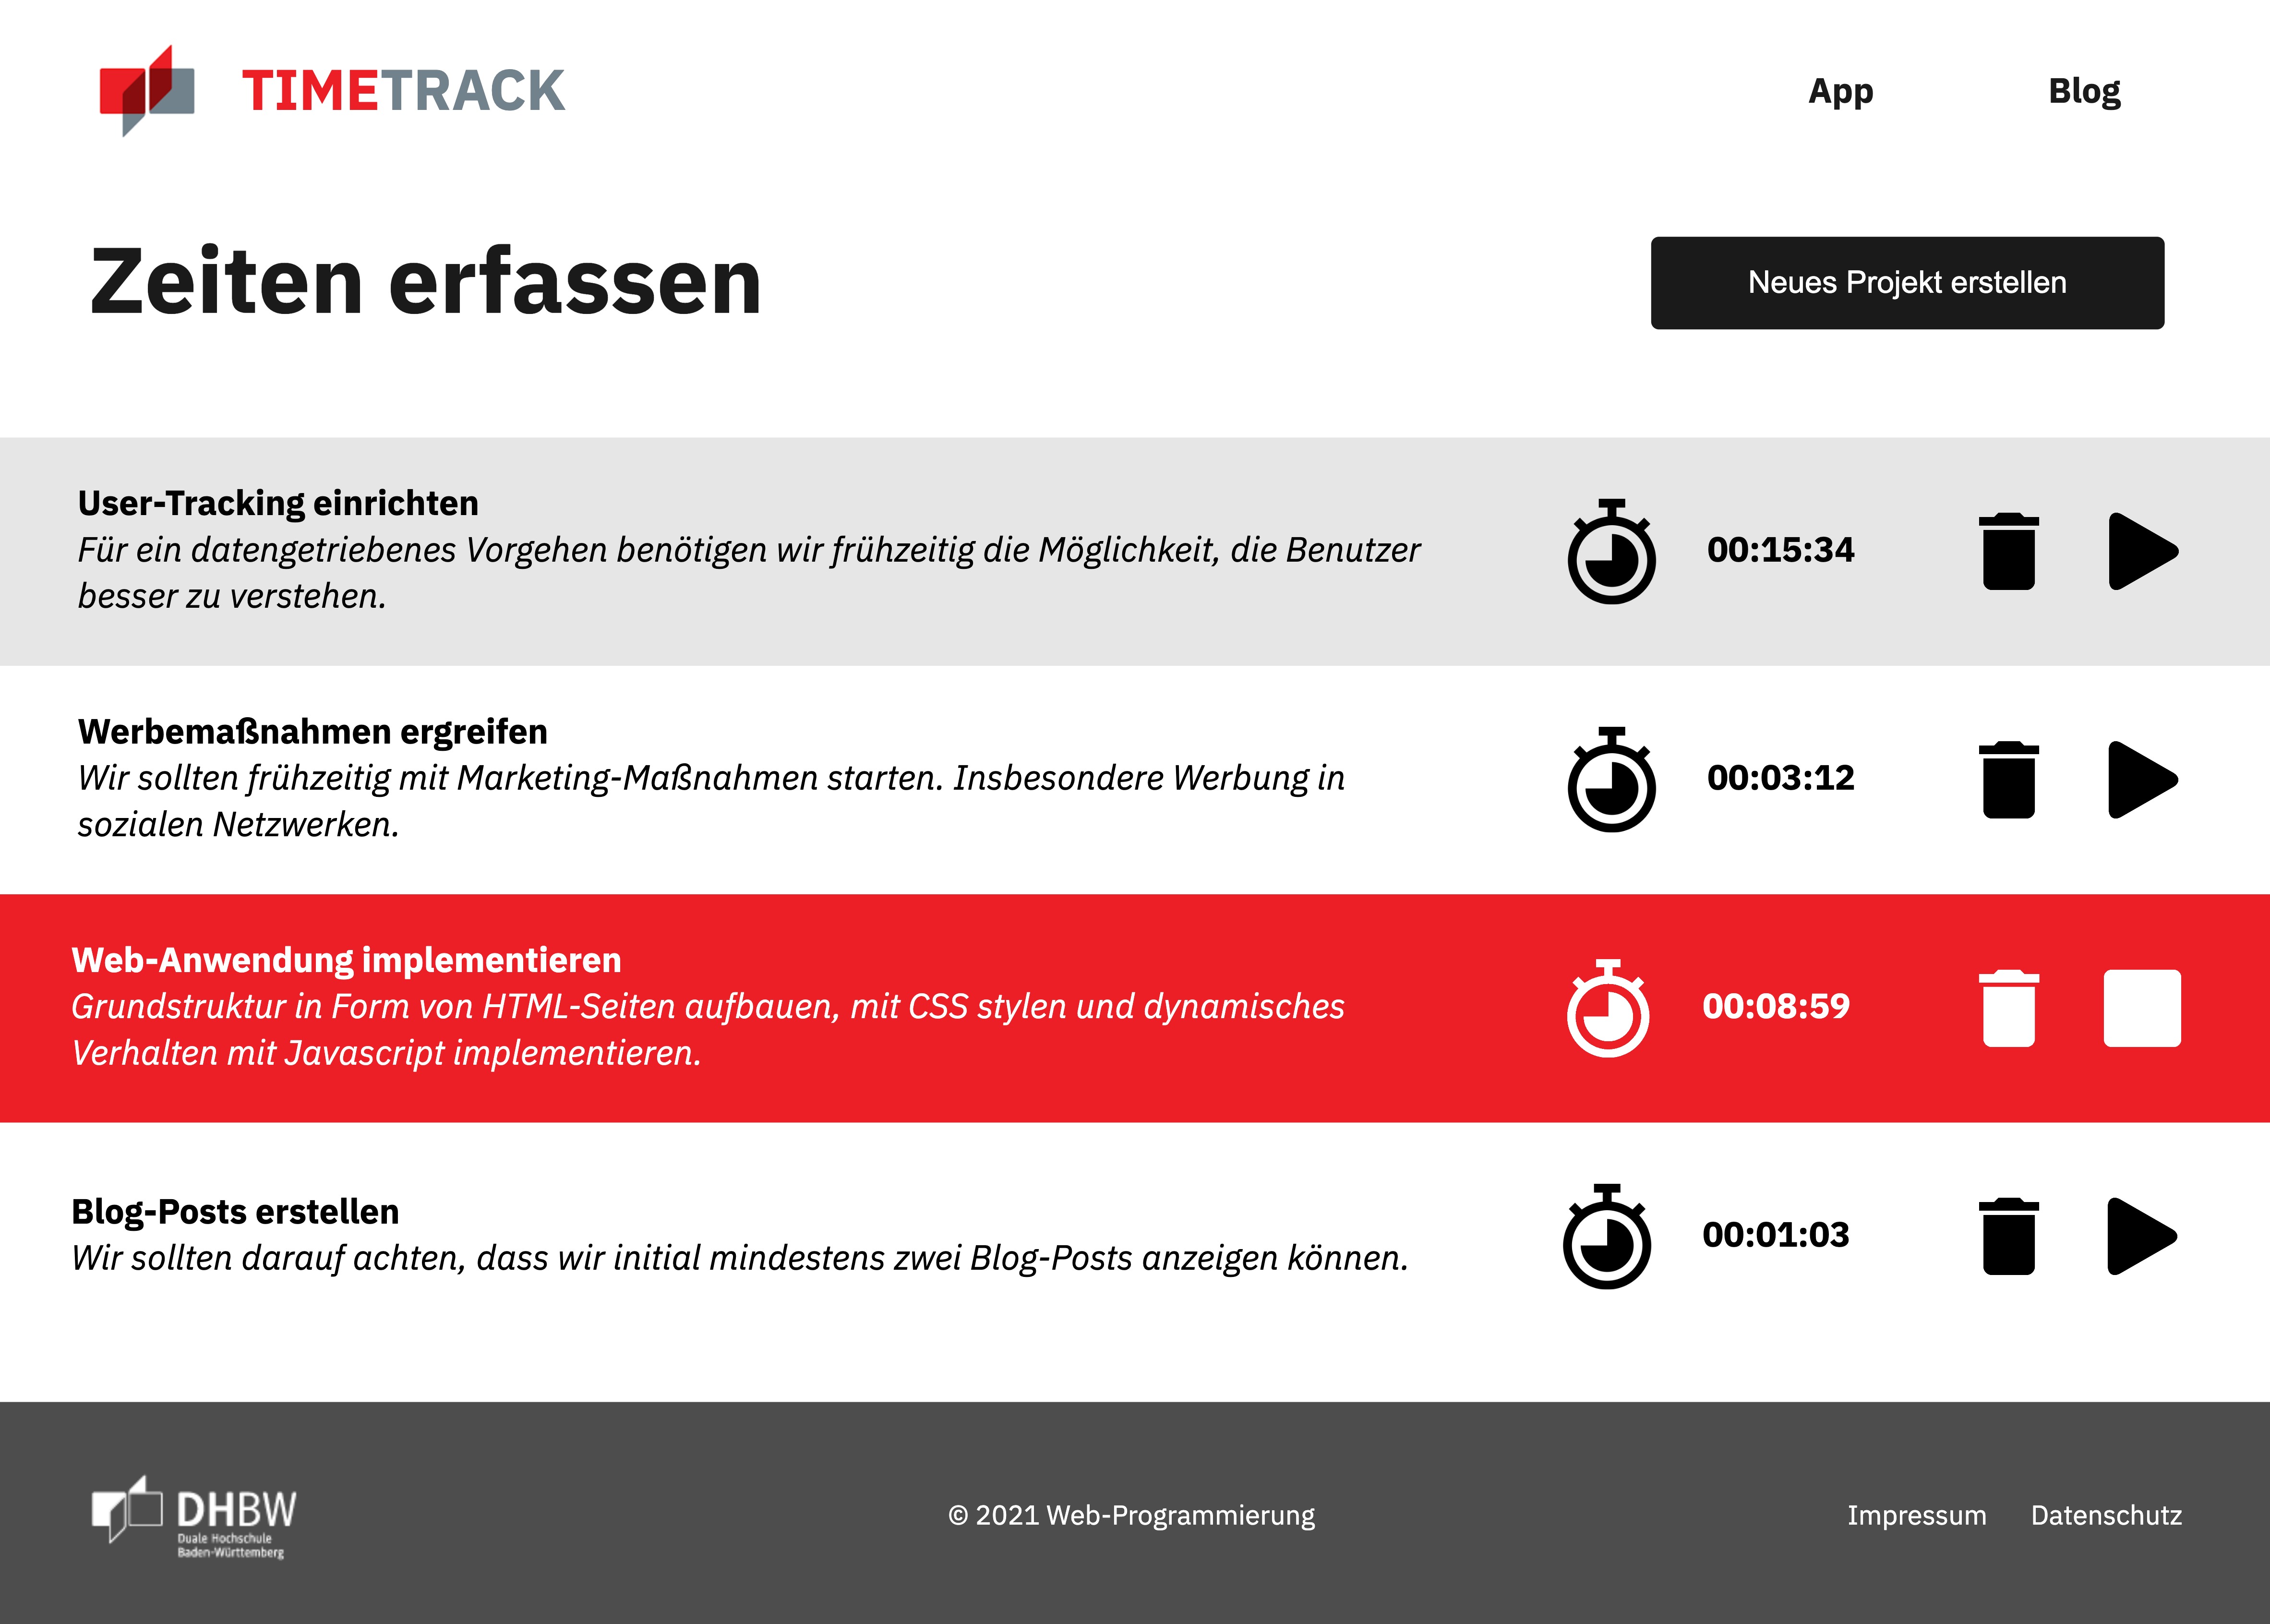 TIMETRACK
App
Blog
Zeiten erfassen
Neues Projekt erstellen
User-Tracking einrichten
Für ein datengetriebenes Vorgehen benötigen wir frühzeitig die Möglichkeit, die Benutzer
besser zu verstehen.
00:15:34
Werbemaßnahmen ergreifen
Wir sollten frühzeitig mit Marketing-Maßnahmen starten. Insbesondere Werbung in
sozialen Netzwerken.
00:03:12
Web-Anwendung implementieren
Grundstruktur in Form von HTML-Seiten aufbauen, mit CSS stylen und dynamisches
Verhalten mit Javascript implementieren.
00:08:59
Blog-Posts erstellen
Wir sollten darauf achten, dass wir initial mindestens zwei Blog-Posts anzeigen können.
00:01:03
DHBW
Duale Hochschule
Baden-Württemberg
© 2021 Web-Programmierung
Impressum
Datenschutz